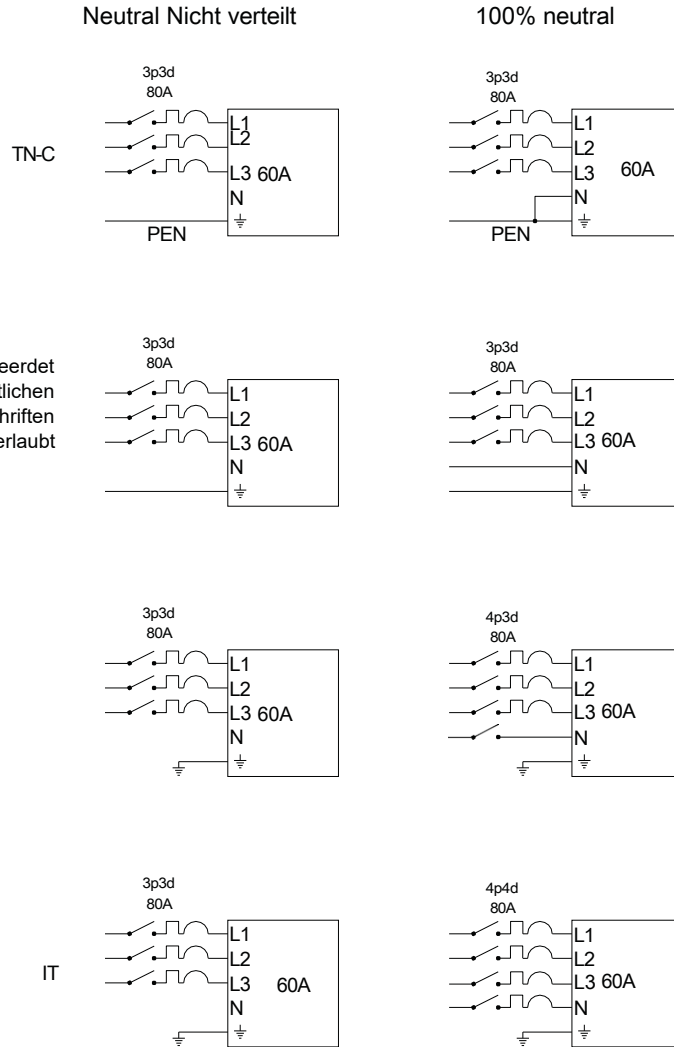 Neutral Nicht verteilt
100% neutral
TN-C
3p3d
80A
L1
L2
L3 60A
N
PEN
3p3d
80A
L1
L2
L3
60A
N
PEN
eerdet
tlichen
hriften
erlaubt
3p3d
80A
L1
L2
L3 60A
N
3p3d
80A
L1
L2
L3 60A
N
3p3d
80A
L1
L2
L3 60A
N
4p3d
80A
L1
L2
L3 60A
N
IT
3p3d
80A
L1
L2
L3 60A
N
4p4d
80A
L1
L2
L3 60A
N